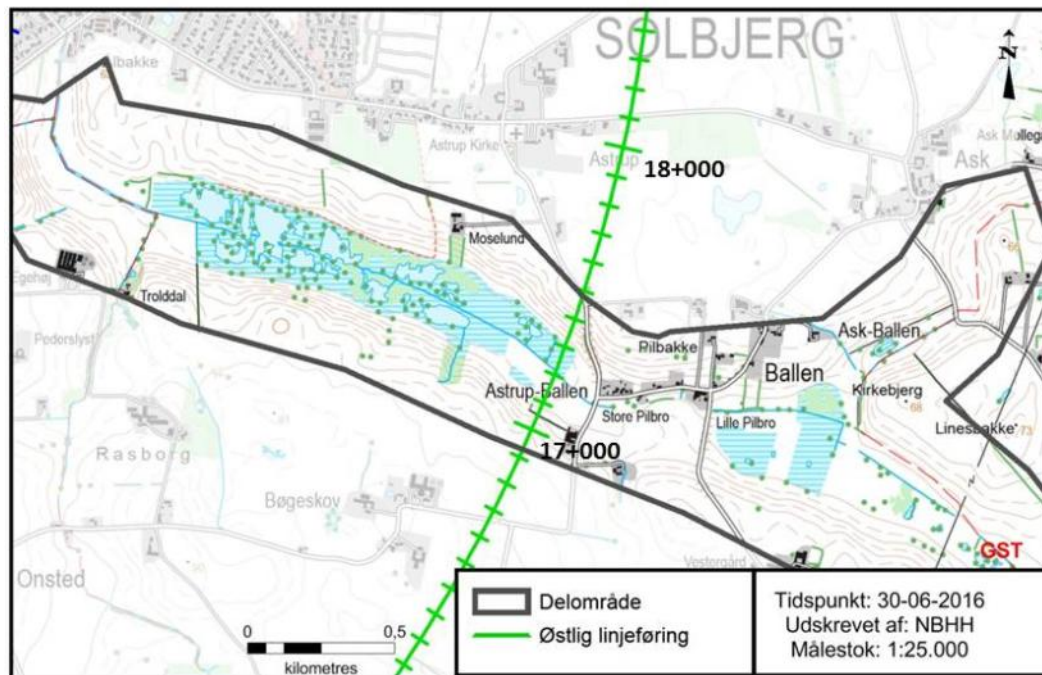 SOLBJERG
N
Astrup Kirke
Astrup
18+000
Ask
Moselund
Egehøj
Trolddal
Pederslyst
Pilbakke
Ask-Ballen
Ballen
Astrup-Ballen
Kirkebjerg
Store Pilbro
Lille Pilbro
68
Linesbakke
73
17+000
Rasborg
Bøgeskov
Vestergård
GST
Onsted
Delområde
Østlig linjeføring
0 0,5
kilometres
Tidspunkt: 30-06-2016
Udskrevet af: NBHH
Målestok: 1:25.000